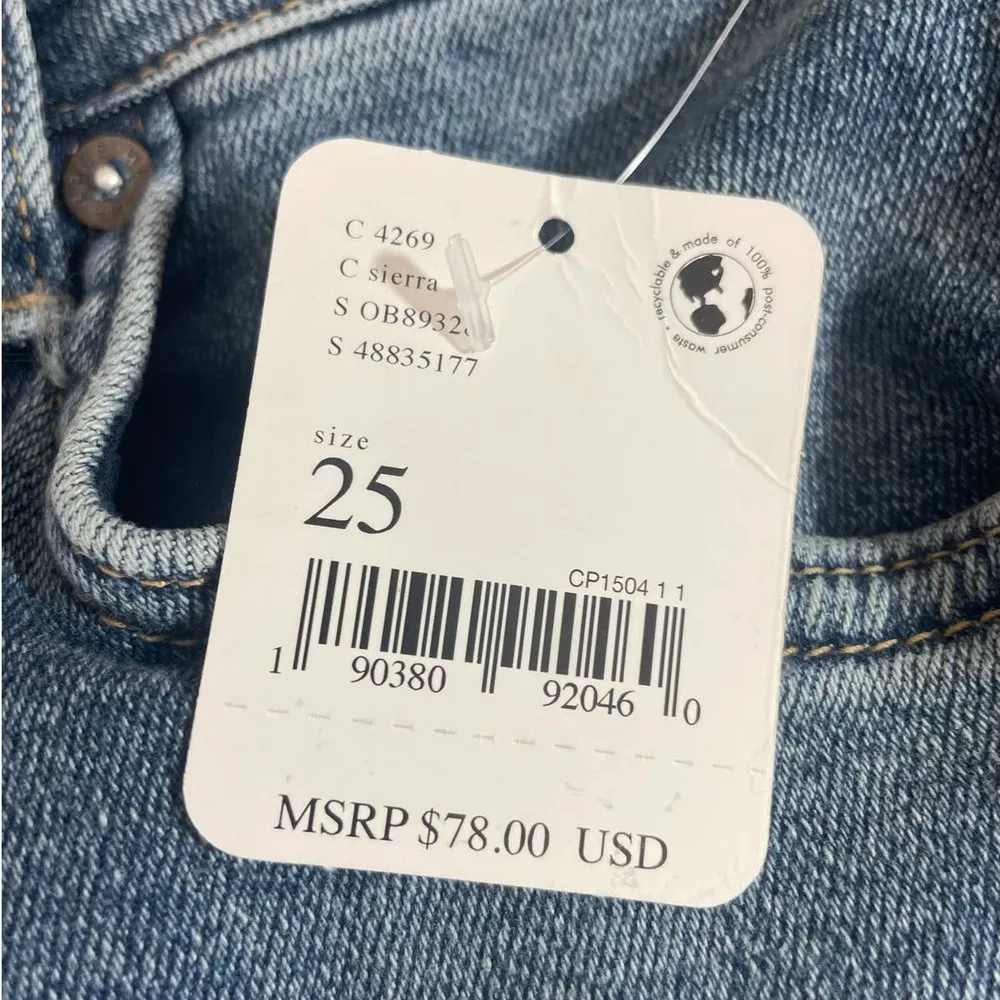 C 4269
C sierra
S OB8932
S 48835177
recyclable & made of 100% post-consumer waste
size
25
CP1504 1 1
1 90380 92046 0
MSRP $78.00 USD